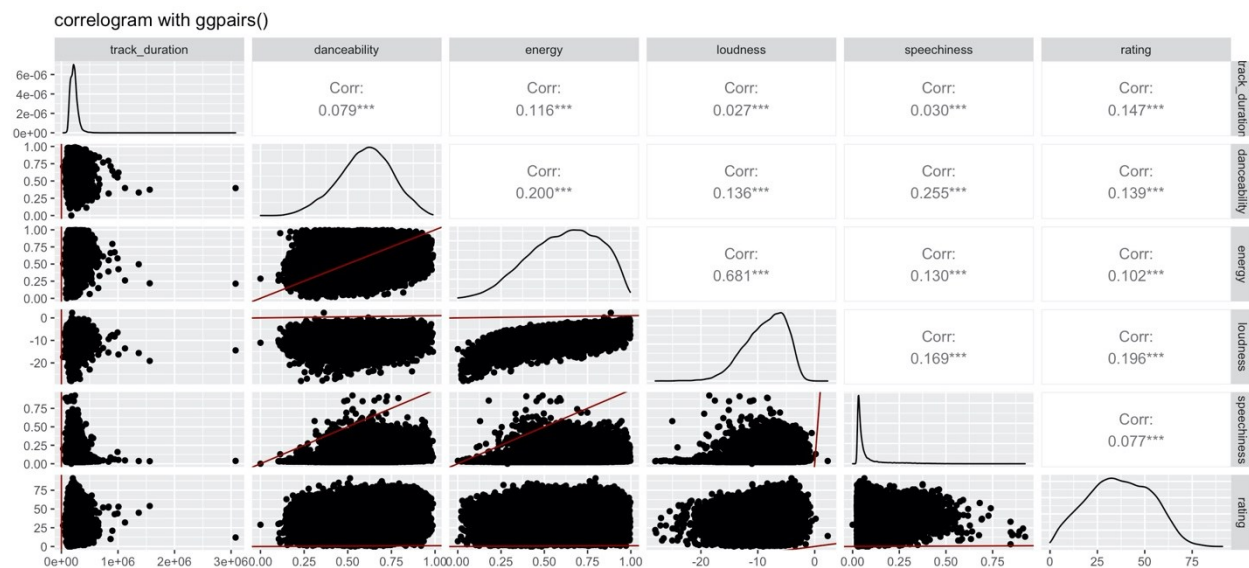 correlogram with ggpairs()
track_duration danceability energy loudness speechiness rating
6e-06
4e-06
2e-06
0e+00
Corr:
0.079***
Corr:
0.116***
Corr:
0.027***
Corr:
0.030***
Corr:
0.147***
track_duration
1.00
0.75
0.50
0.25
0.00
Corr:
0.200***
Corr:
0.136***
Corr:
0.255***
Corr:
0.139***
danceability
1.00
0.75
0.50
0.25
0.00
Corr:
0.681***
Corr:
0.130***
Corr:
0.102***
energy
0
-10
-20
Corr:
0.169***
Corr:
0.196***
loudness
0.75
0.50
0.25
0.00
Corr:
0.077***
speechiness
75
50
25
0
rating
0e+00 1e+06 2e+06 3e+06
0.00 0.25 0.50 0.75 1.00
0.00 0.25 0.50 0.75 1.00
-20 -10 0
0.00 0.25 0.50 0.75
0 25 50 75